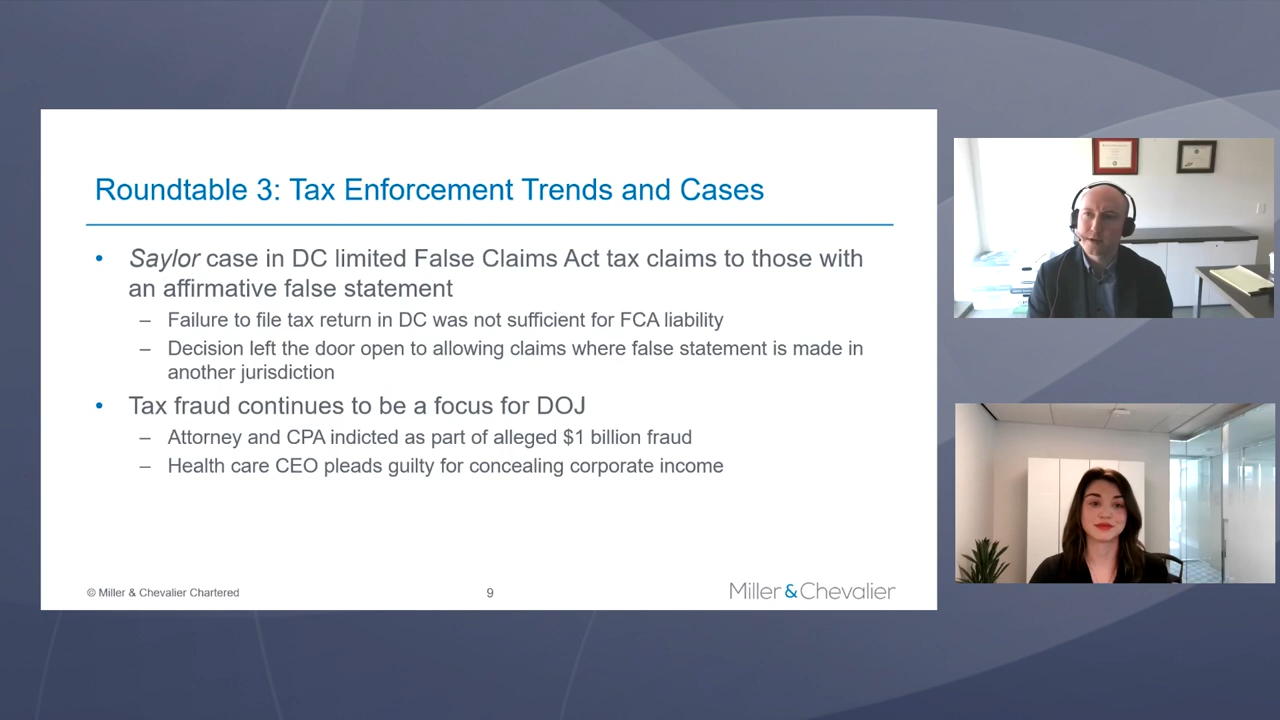 Roundtable 3: Tax Enforcement Trends and Cases
• Saylor case in DC limited False Claims Act tax claims to those with
an affirmative false statement
– Failure to file tax return in DC was not sufficient for FCA liability
– Decision left the door open to allowing claims where false statement is made in
another jurisdiction
• Tax fraud continues to be a focus for DOJ
– Attorney and CPA indicted as part of alleged $1 billion fraud
– Health care CEO pleads guilty for concealing corporate income
© Miller & Chevalier Chartered
9
Miller & Chevalier